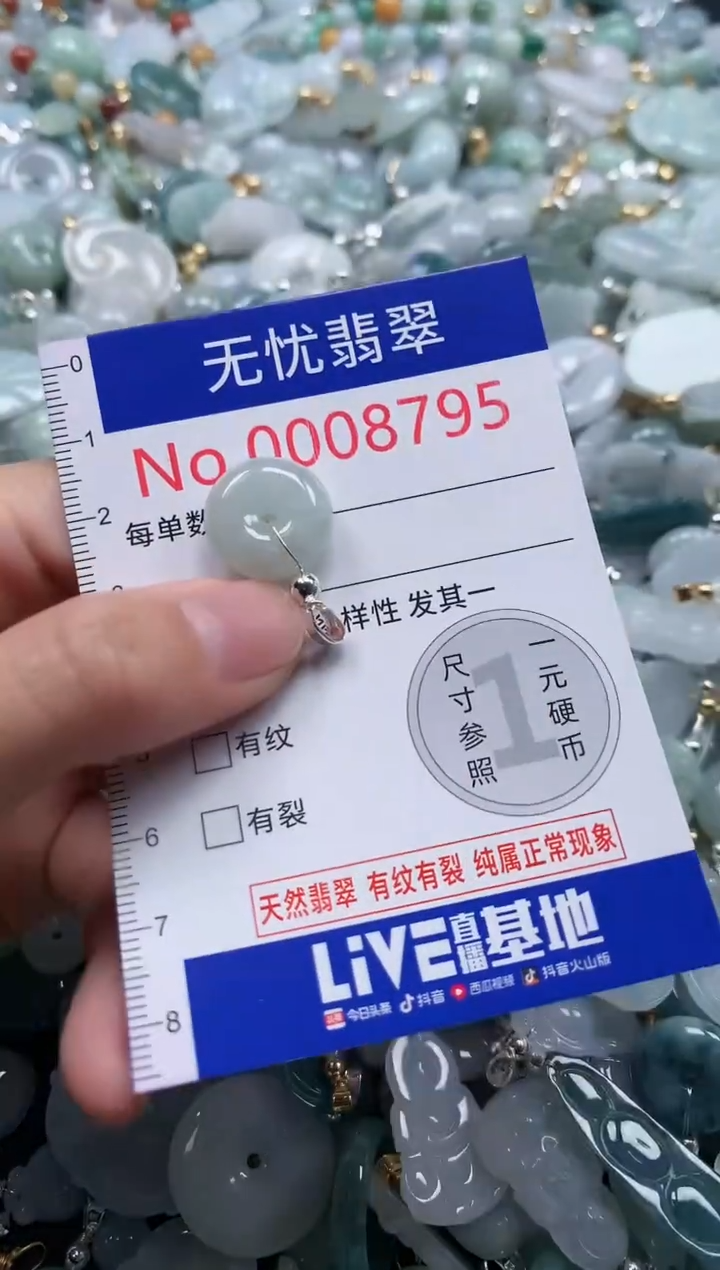 无忧翡翠
No 0008795
每单数
样性 发其一
0
1
2
6
7
8
尺寸参照
1
一元硬币
有纹
有裂
天然翡翠 有纹有裂 纯属正常现象
LiVE直播基地
今日头条 抖音 西瓜视频 抖音火山版